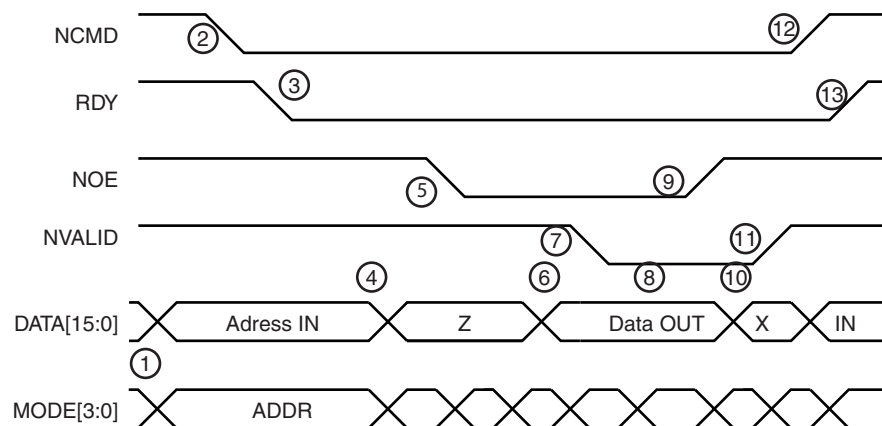 NCMD ② ⑫
RDY ③ ⑬
NOE ⑤ ⑨
NVALID ⑦ ⑪
④ ⑥ ⑧ ⑩
DATA[15:0] Adress IN Z Data OUT X IN
①
MODE[3:0] ADDR